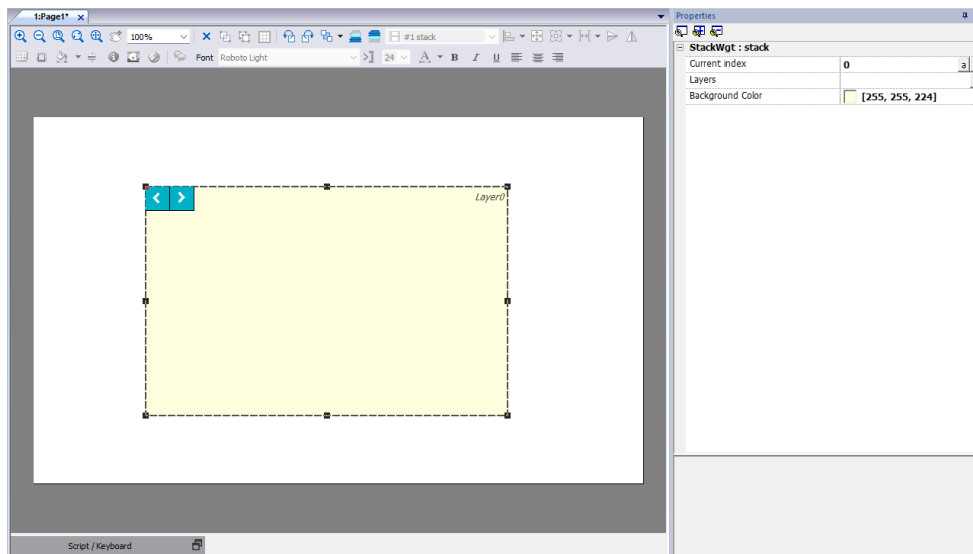 1:Page1*
100%
#1 stack
Font Roboto Light
24
A B I U
Layer0
Script / Keyboard
Properties
StackWgt : stack
Current index 0 a
Layers
Background Color [255, 255, 224]